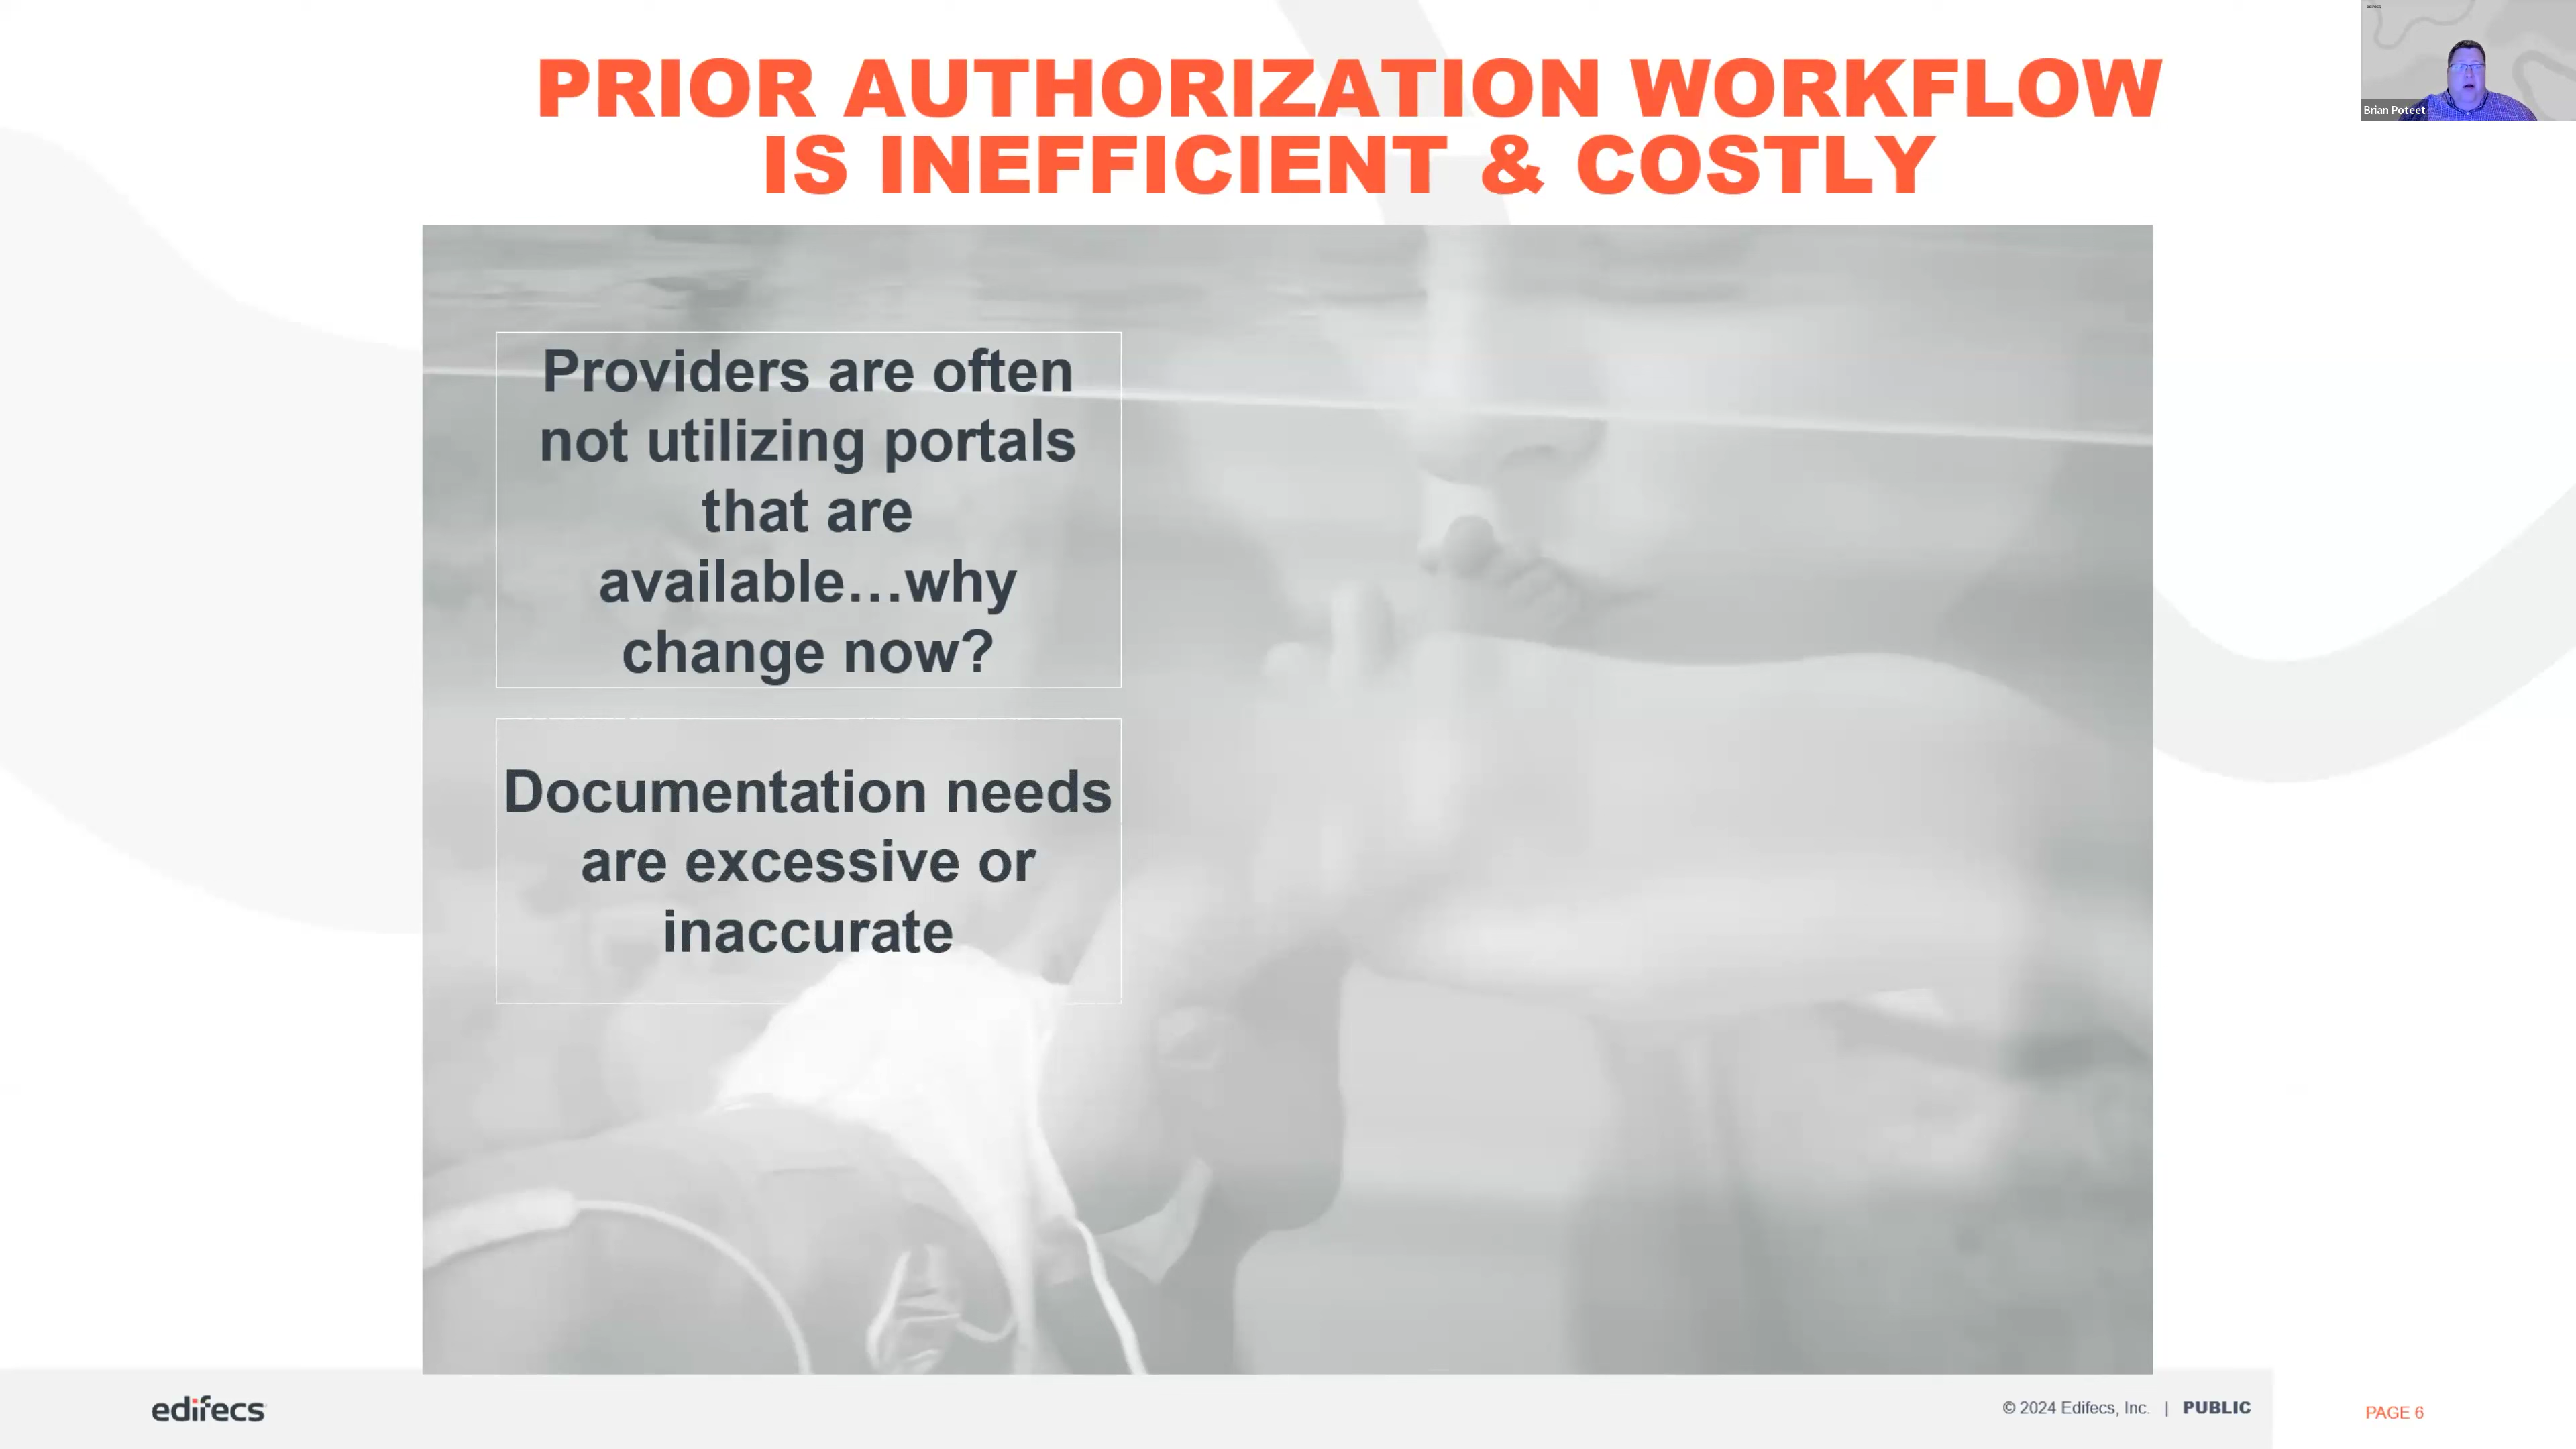 edifecs
PRIOR AUTHORIZATION WORKFLOW
IS INEFFICIENT & COSTLY
Brian Poteet
Providers are often
not utilizing portals
that are
available…why
change now?
Documentation needs
are excessive or
inaccurate
edifecs
© 2024 Edifecs, Inc. | PUBLIC
PAGE 6